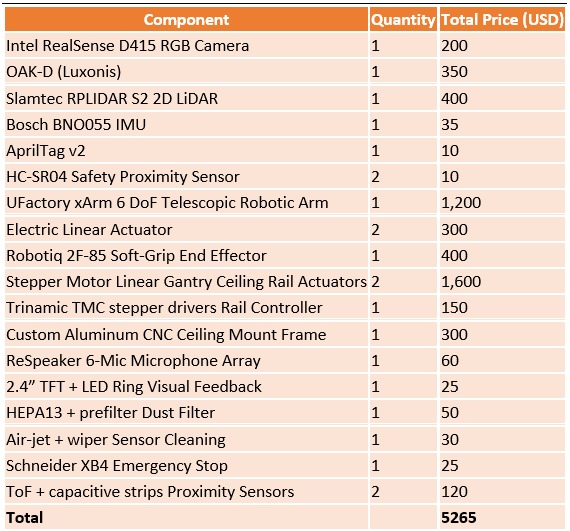 Component Quantity Total Price (USD)
Intel RealSense D415 RGB Camera 1 200
OAK-D (Luxonis) 1 350
Slamtec RPLIDAR S2 2D LiDAR 1 400
Bosch BNO055 IMU 1 35
AprilTag v2 1 10
HC-SR04 Safety Proximity Sensor 2 10
UFactory xArm 6 DoF Telescopic Robotic Arm 1 1,200
Electric Linear Actuator 2 300
Robotiq 2F-85 Soft-Grip End Effector 1 400
Stepper Motor Linear Gantry Ceiling Rail Actuators 2 1,600
Trinamic TMC stepper drivers Rail Controller 1 150
Custom Aluminum CNC Ceiling Mount Frame 1 300
ReSpeaker 6-Mic Microphone Array 1 60
2.4” TFT + LED Ring Visual Feedback 1 25
HEPA13 + prefilter Dust Filter 1 50
Air-jet + wiper Sensor Cleaning 1 30
Schneider XB4 Emergency Stop 1 25
ToF + capacitive strips Proximity Sensors 2 120
Total 5265